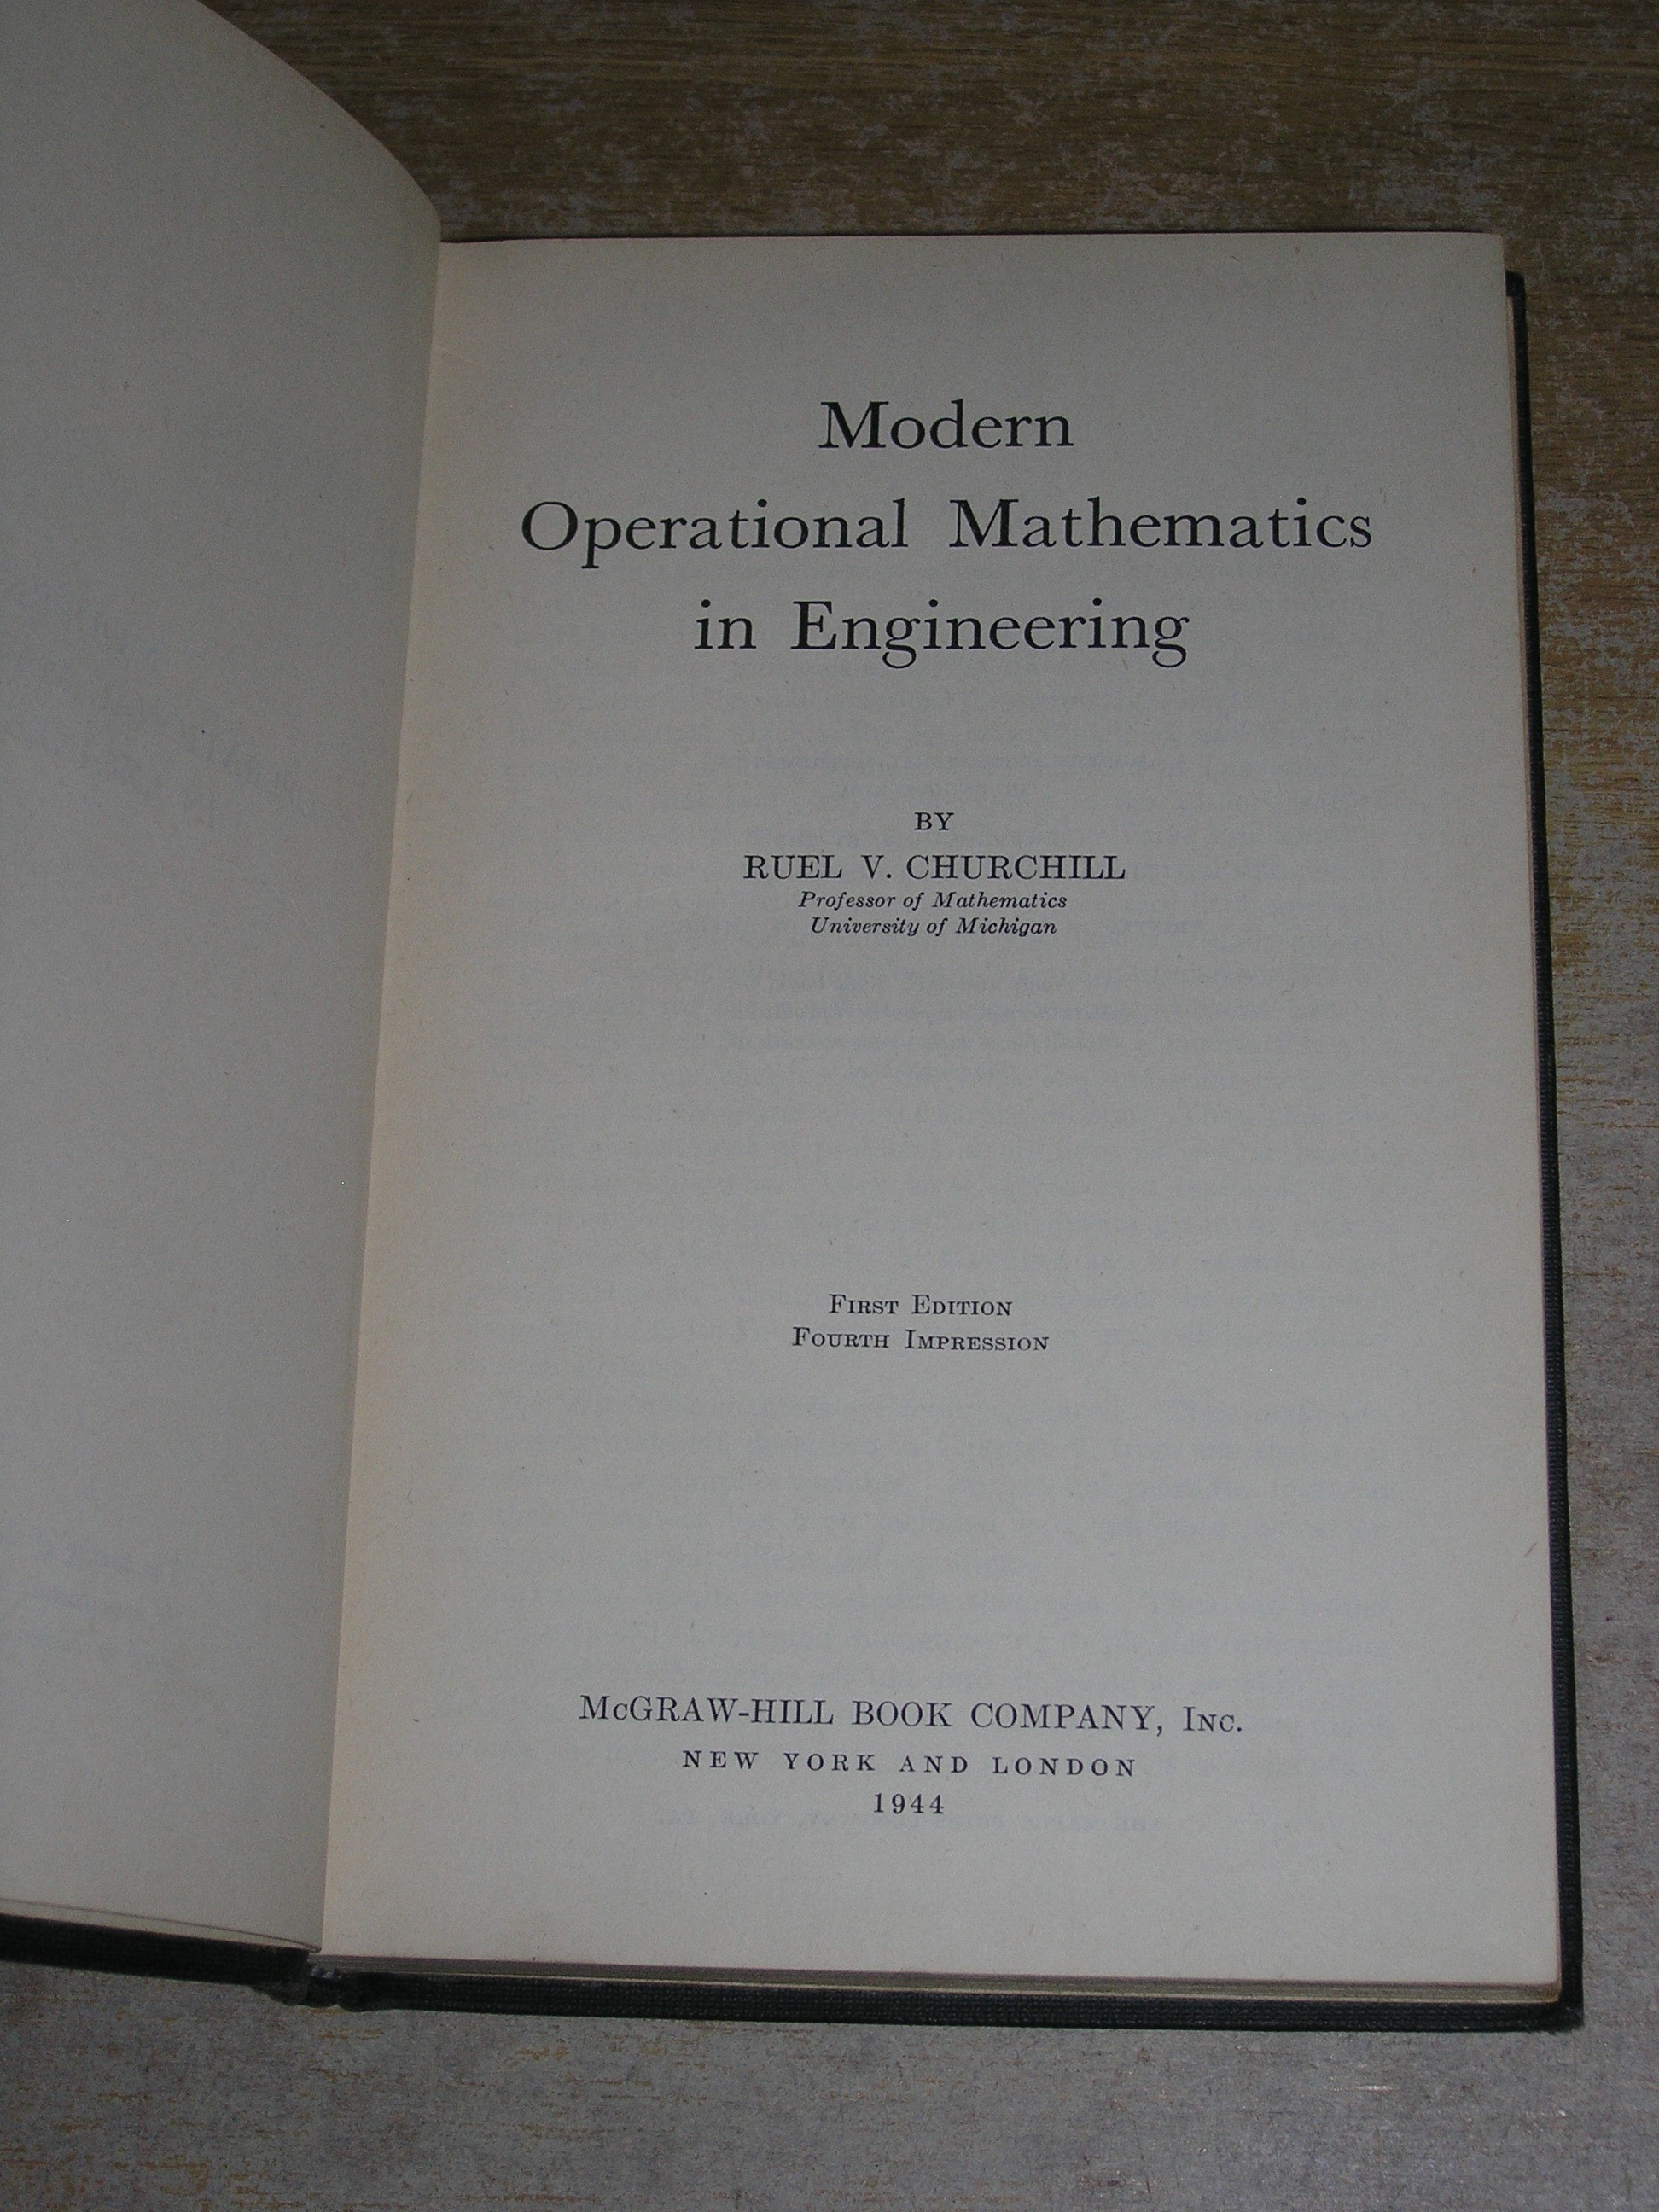 Modern
Operational Mathematics
in Engineering
BY
RUEL V. CHURCHILL
Professor of Mathematics
University of Michigan
First Edition
Fourth Impression
McGRAW-HILL BOOK COMPANY, Inc.
NEW YORK AND LONDON
1944